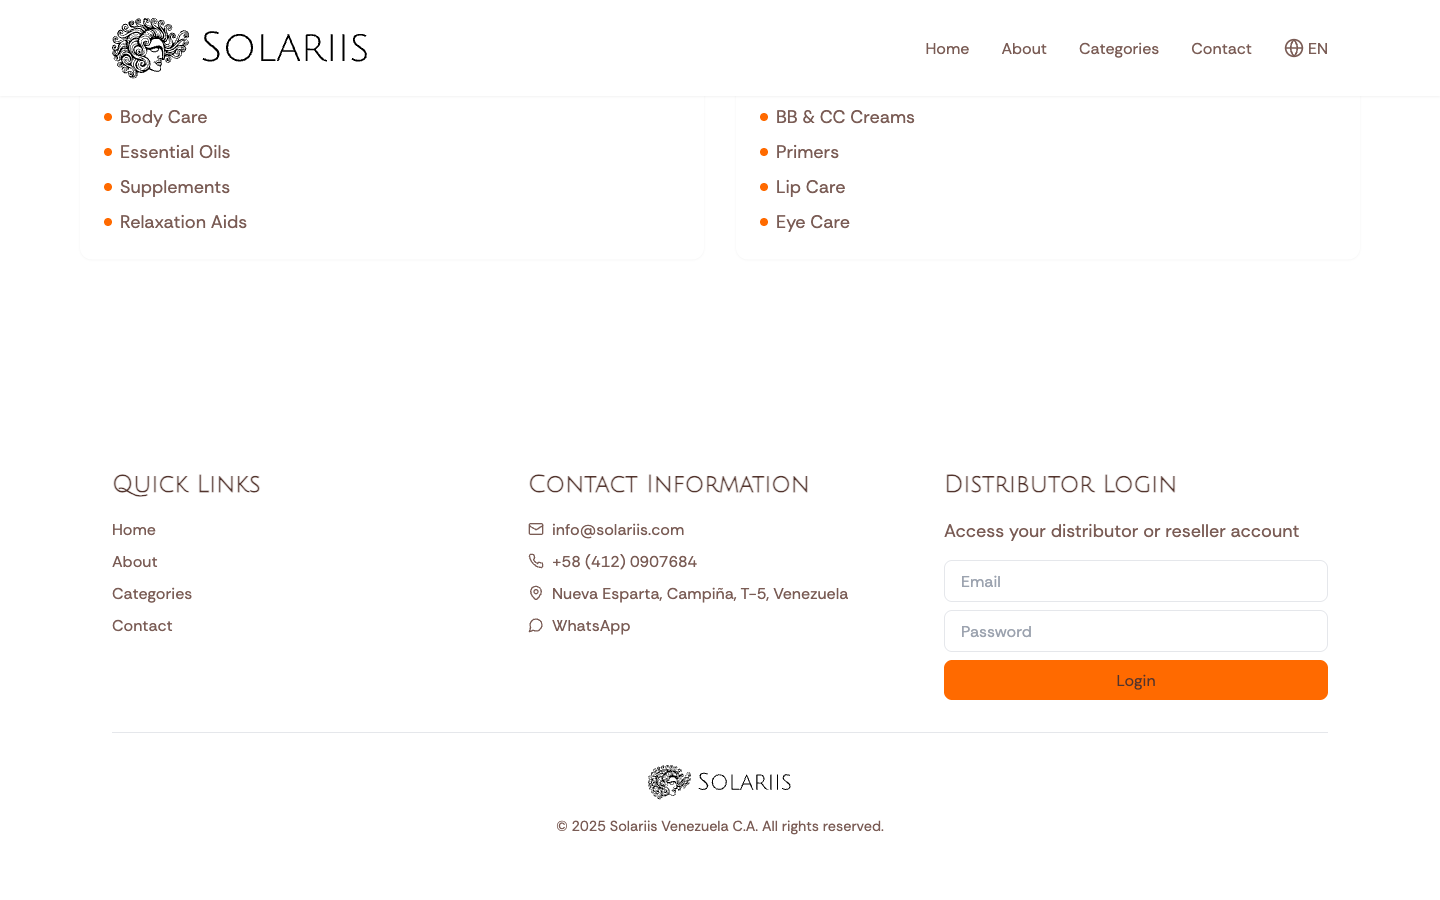 SOLARIIS
Home
About
Categories
Contact
EN
Body Care
Essential Oils
Supplements
Relaxation Aids
BB & CC Creams
Primers
Lip Care
Eye Care
Quick Links
Home
About
Categories
Contact
Contact Information
info@solariis.com
+58 (412) 0907684
Nueva Esparta, Campiña, T-5, Venezuela
WhatsApp
Distributor Login
Access your distributor or reseller account
Email
Password
Login
SOLARIIS
© 2025 Solariis Venezuela C.A. All rights reserved.